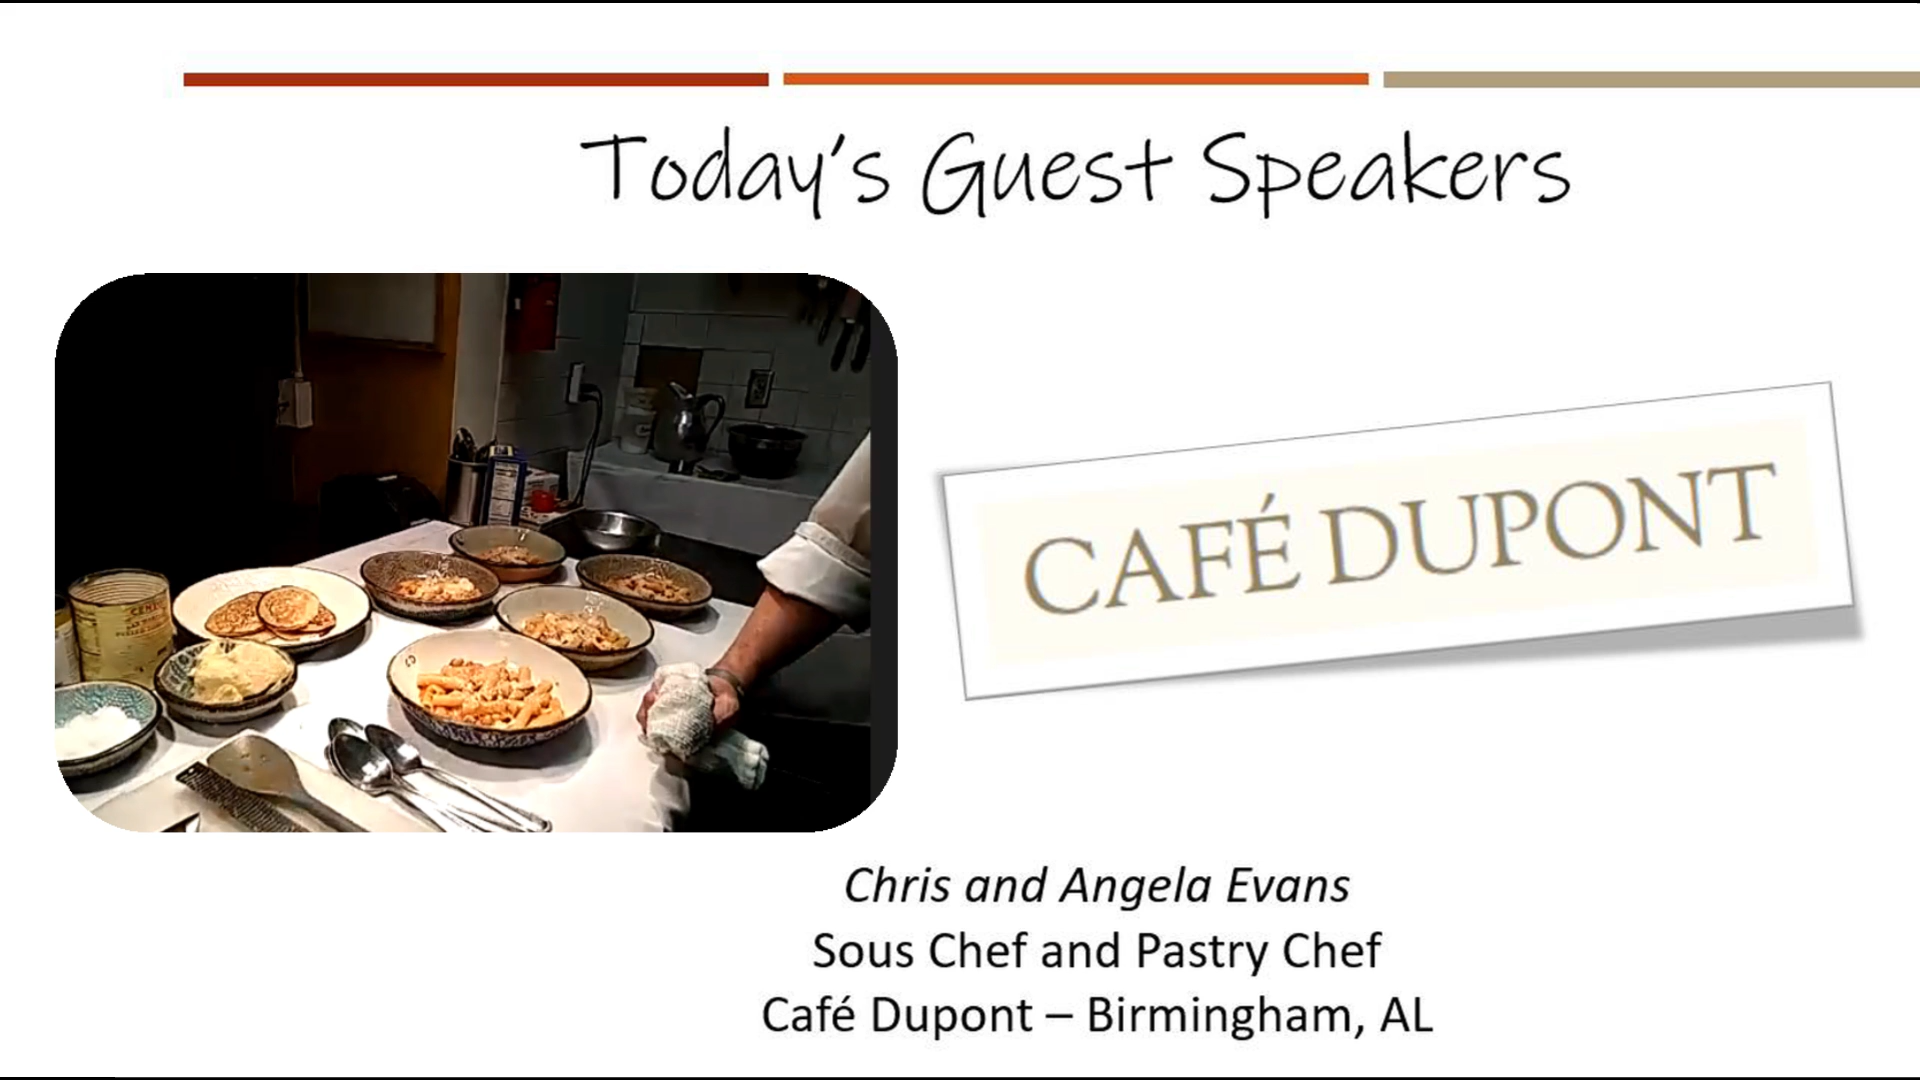 Today's Guest Speakers
CAFÉ DUPONT
Chris and Angela Evans
Sous Chef and Pastry Chef
Café Dupont – Birmingham, AL